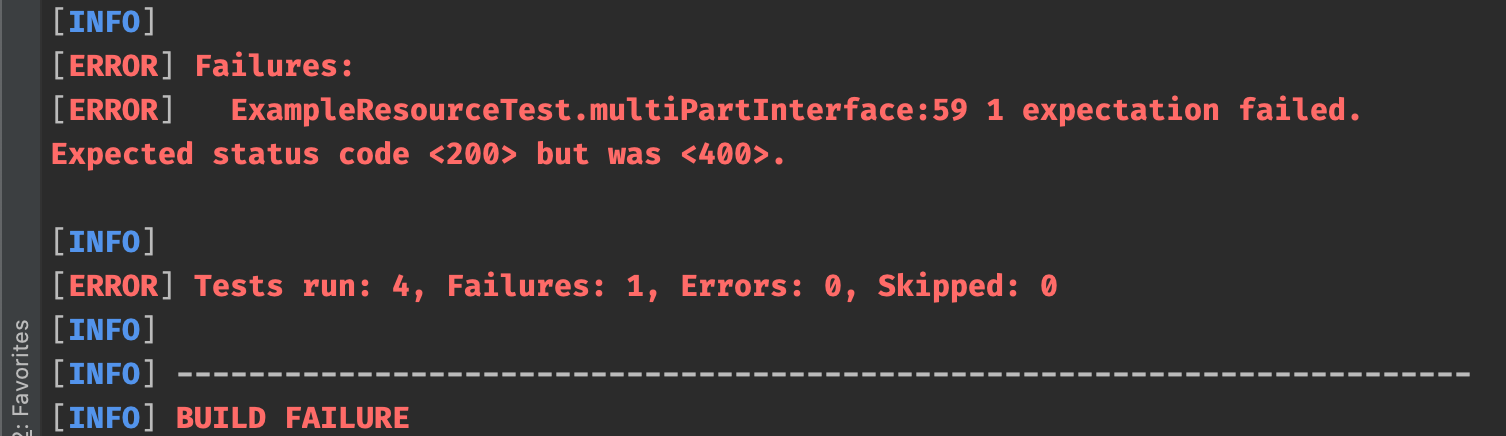 [INFO]
[ERROR] Failures:
[ERROR]   ExampleResourceTest.multiPartInterface:59 1 expectation failed.
Expected status code <200> but was <400>.
[INFO]
[ERROR] Tests run: 4, Failures: 1, Errors: 0, Skipped: 0
[INFO]
[INFO] ------------------------------------------------------------------------
[INFO] BUILD FAILURE
2: Favorites